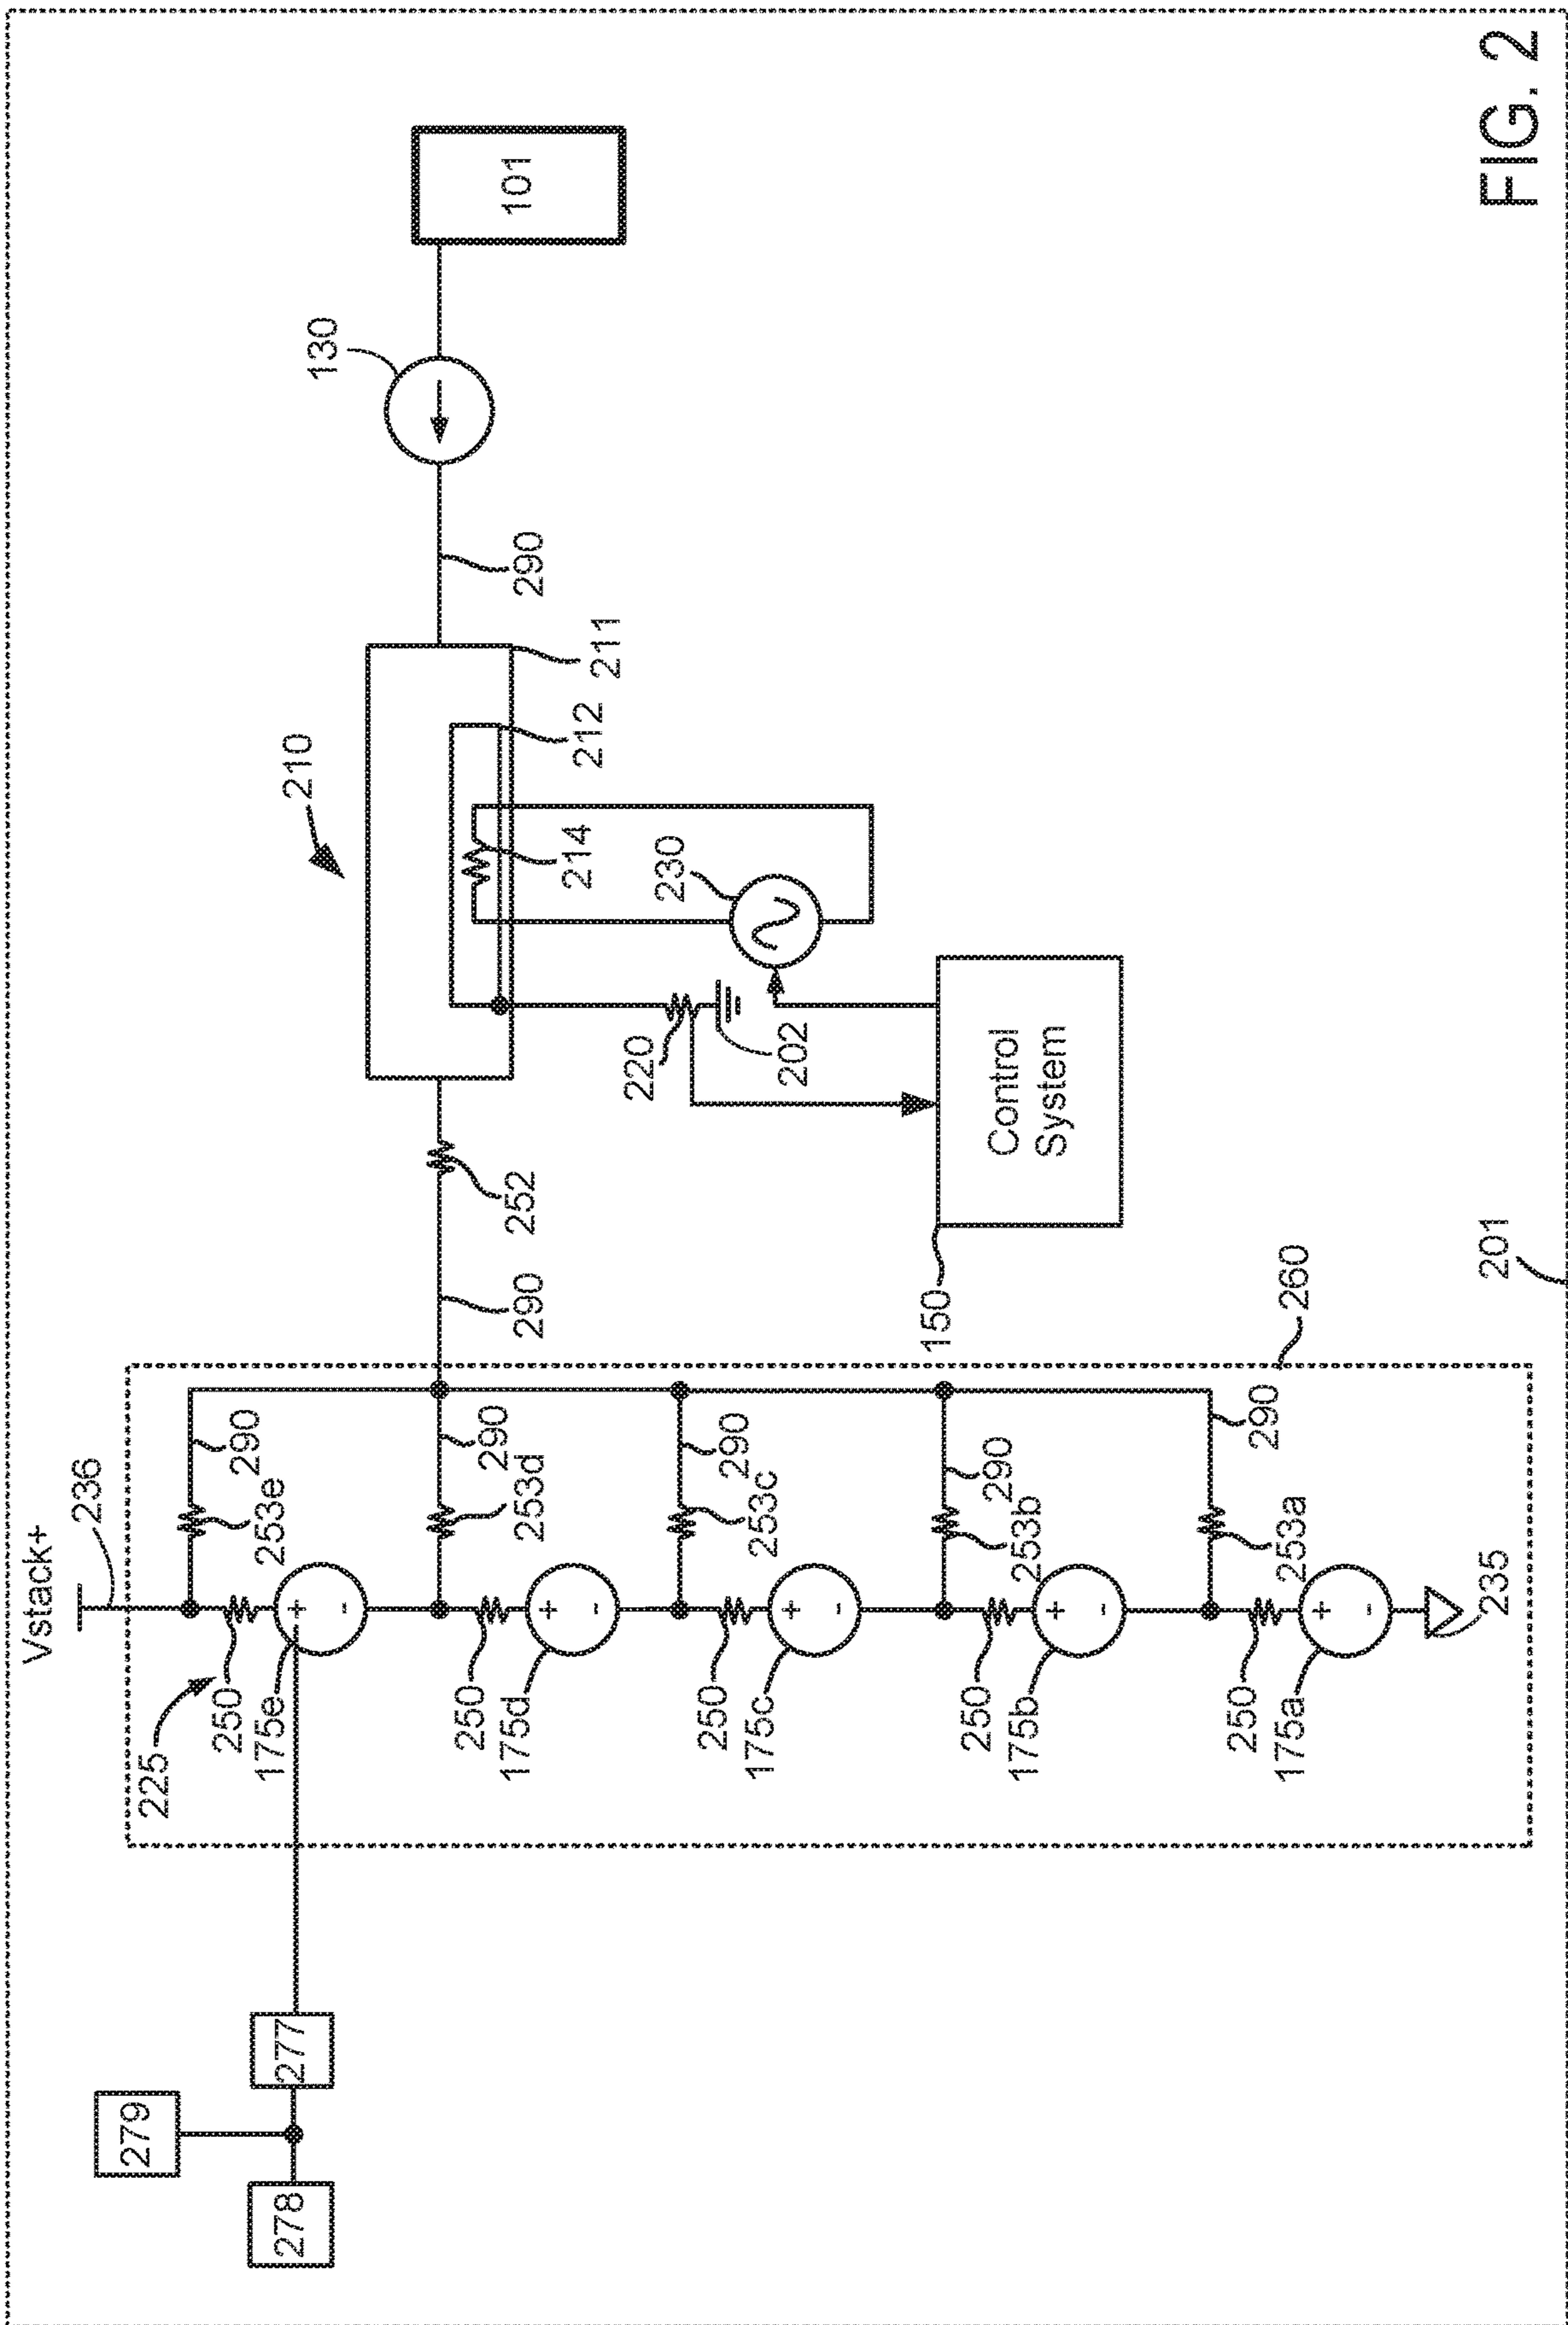 Vstack+
236
225
250
175e
253e
290
250
175d
253d
290
290
252
250
175c
253c
290
250
175b
253b
290
250
175a
253a
290
235
260
201
279
278
277
210
211
212
214
220
202
230
150
Control
System
290
130
101
+
-
+
-
+
-
+
-
+
-
FIG. 2